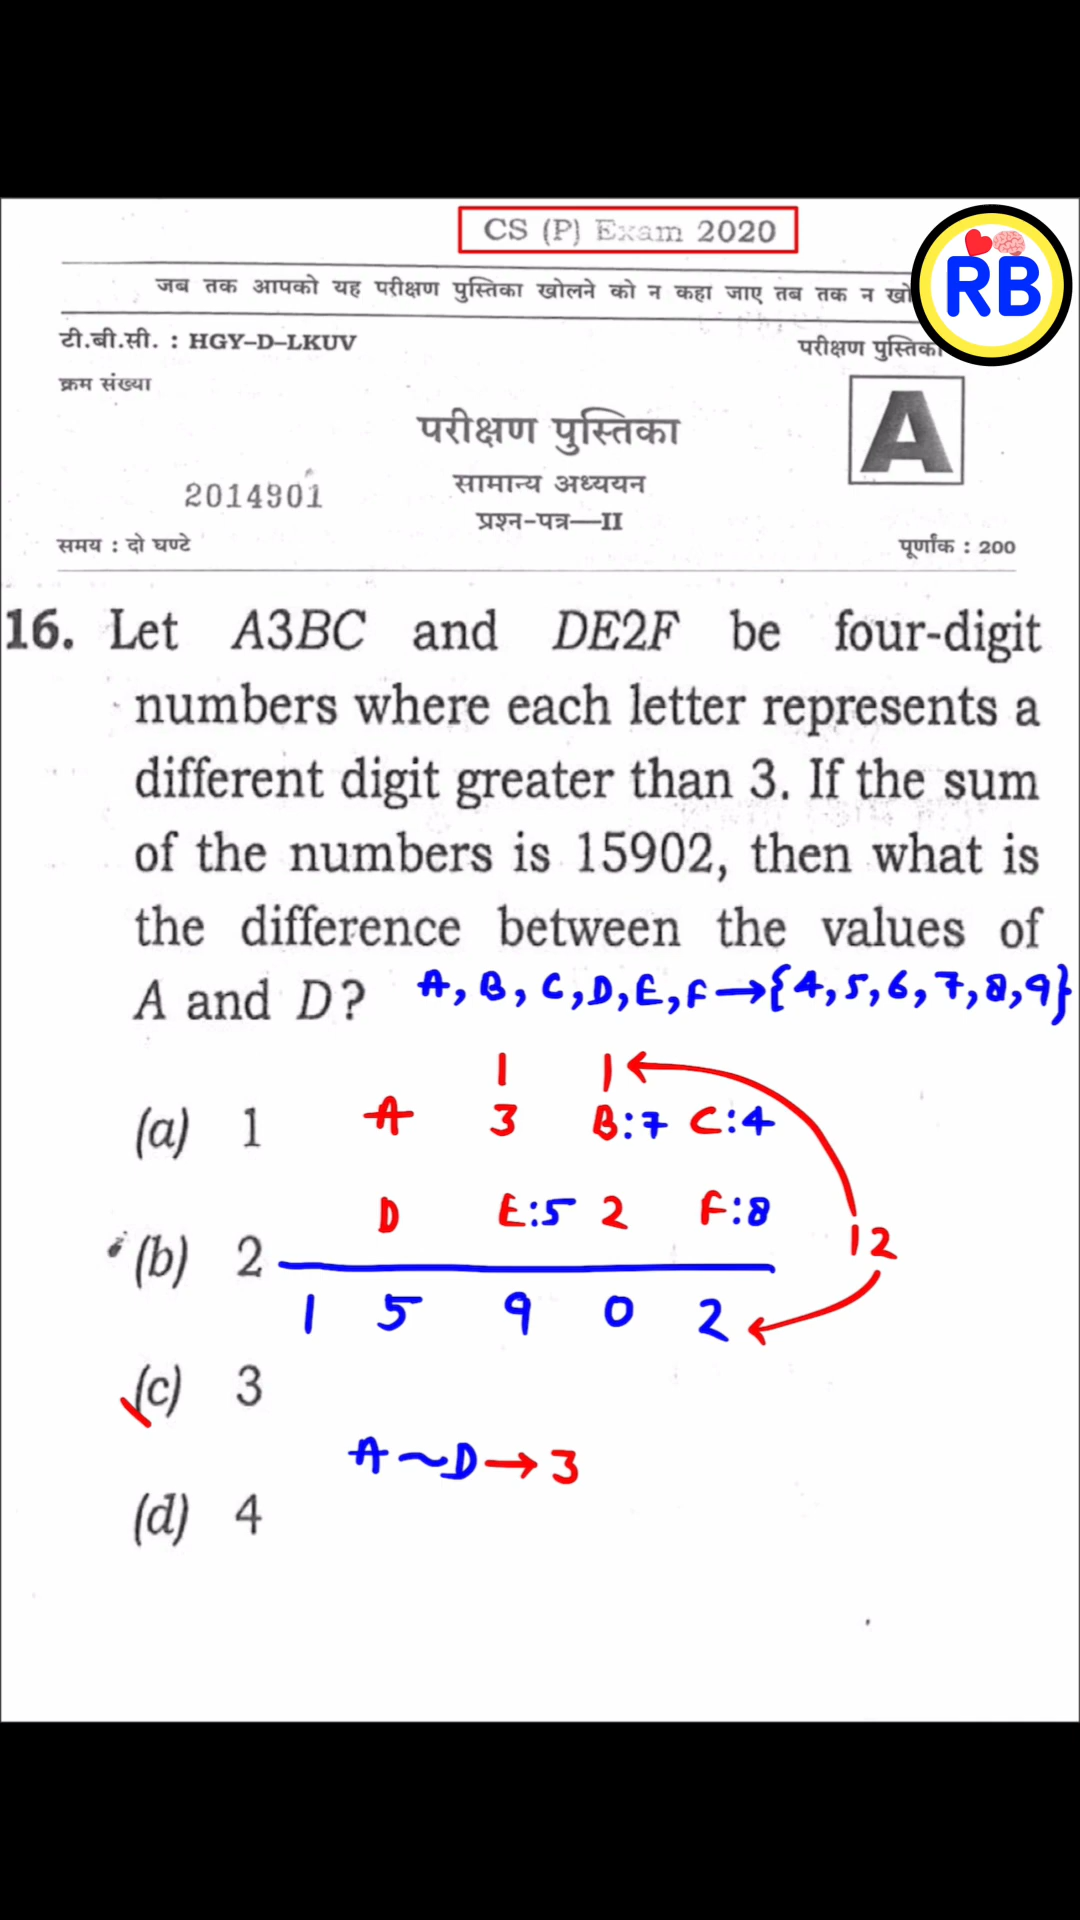 CS (P) Exam 2020
RB
जब तक आपको यह परीक्षण पुस्तिका खोलने को न कहा जाए तब तक न खो
टी.बी.सी. : HGY-D-LKUV
परीक्षण पुस्तिका
क्रम संख्या
A
परीक्षण पुस्तिका
2014901
सामान्य अध्ययन
प्रश्न-पत्र—II
समय : दो घण्टे
पूर्णांक : 200
16. Let A3BC and DE2F be four-digit
numbers where each letter represents a
different digit greater than 3. If the sum
of the numbers is 15902, then what is
the difference between the values of
A and D? A, B, C, D, E, F → {4, 5, 6, 7, 8, 9}
1 1
(a) 1 A 3 B:7 C:4
D E:5 2 F:8
(b) 2 12
1 5 9 0 2
(c) 3
A ~ D → 3
(d) 4